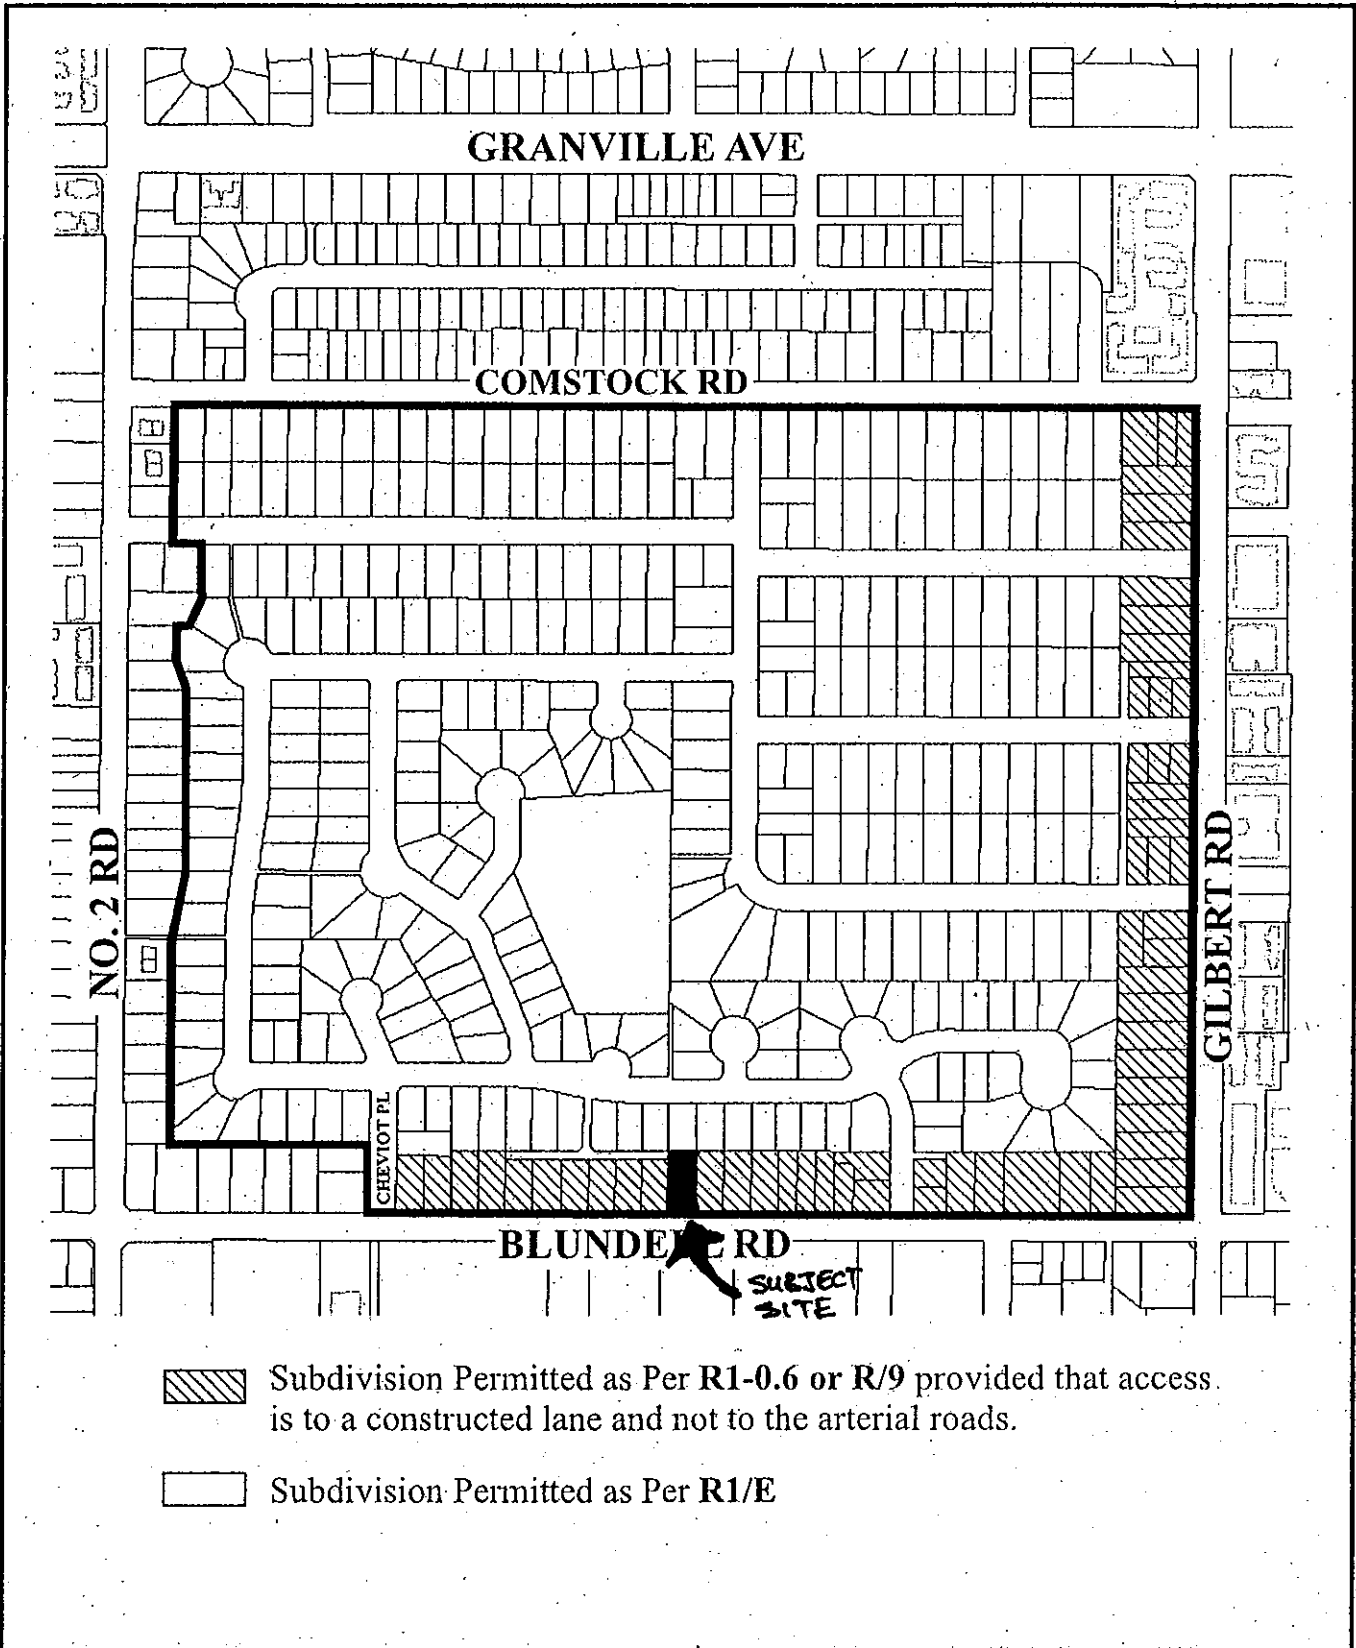 GRANVILLE AVE
COMSTOCK RD
NO. 2 RD
GILBERT RD
CHEVIOT PL
BLUNDELL RD
SUBJECT
SITE
Subdivision Permitted as Per R1-0.6 or R/9 provided that access
is to a constructed lane and not to the arterial roads.
Subdivision Permitted as Per R1/E